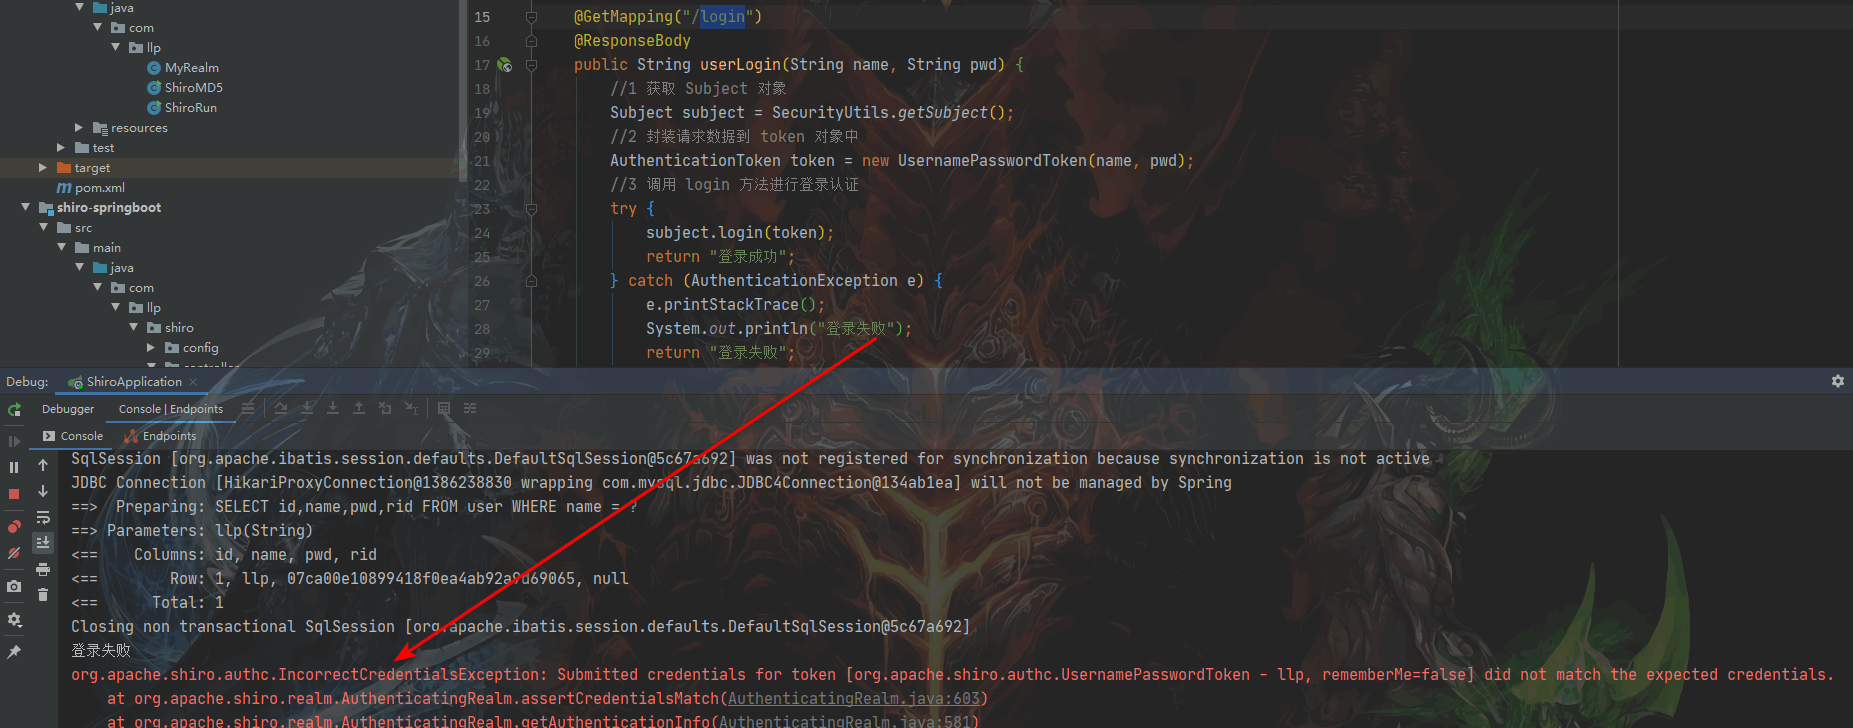 java
com
llp
MyRealm
ShiroMD5
ShiroRun
resources
test
target
pom.xml
shiro-springboot
src
main
java
com
llp
shiro
config
15 @GetMapping("/login")
16 @ResponseBody
17 public String userLogin(String name, String pwd) {
18 //1 获取 Subject 对象
19 Subject subject = SecurityUtils.getSubject();
20 //2 封装请求数据到 token 对象中
21 AuthenticationToken token = new UsernamePasswordToken(name, pwd);
22 //3 调用 login 方法进行登录认证
23 try {
24 subject.login(token);
25 return "登录成功";
26 } catch (AuthenticationException e) {
27 e.printStackTrace();
28 System.out.println("登录失败");
29 return "登录失败";
Debug: ShiroApplication
Debugger Console | Endpoints
Console Endpoints
SqlSession [org.apache.ibatis.session.defaults.DefaultSqlSession@5c67a692] was not registered for synchronization because synchronization is not active
JDBC Connection [HikariProxyConnection@1386238830 wrapping com.mysql.jdbc.JDBC4Connection@134ab1ea] will not be managed by Spring
==>  Preparing: SELECT id,name,pwd,rid FROM user WHERE name = ?
==> Parameters: llp(String)
<==    Columns: id, name, pwd, rid
<==        Row: 1, llp, 07ca00e10899418f0ea4ab92a9d69065, null
<==      Total: 1
Closing non transactional SqlSession [org.apache.ibatis.session.defaults.DefaultSqlSession@5c67a692]
登录失败
org.apache.shiro.authc.IncorrectCredentialsException: Submitted credentials for token [org.apache.shiro.authc.UsernamePasswordToken - llp, rememberMe=false] did not match the expected credentials.
at org.apache.shiro.realm.AuthenticatingRealm.assertCredentialsMatch(AuthenticatingRealm.java:603)
at org.apache.shiro.realm.AuthenticatingRealm.getAuthenticationInfo(AuthenticatingRealm.java:581)